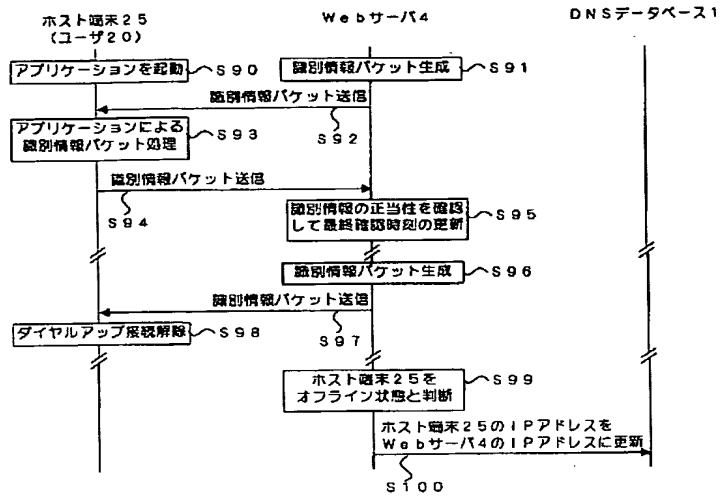 ホスト端末25
（ユーザ20）
Webサーバ4
DNSデータベース1
アプリケーションを起動
S90
識別情報パケット生成
S91
識別情報パケット送信
S92
アプリケーションによる
識別情報パケット処理
S93
識別情報パケット送信
S94
識別情報の正当性を確認
して最終確認時刻の更新
S95
識別情報パケット生成
S96
識別情報パケット送信
S97
ダイヤルアップ接続解除
S98
ホスト端末25を
オフライン状態と判断
S99
ホスト端末25のIPアドレスを
Webサーバ4のIPアドレスに更新
S100